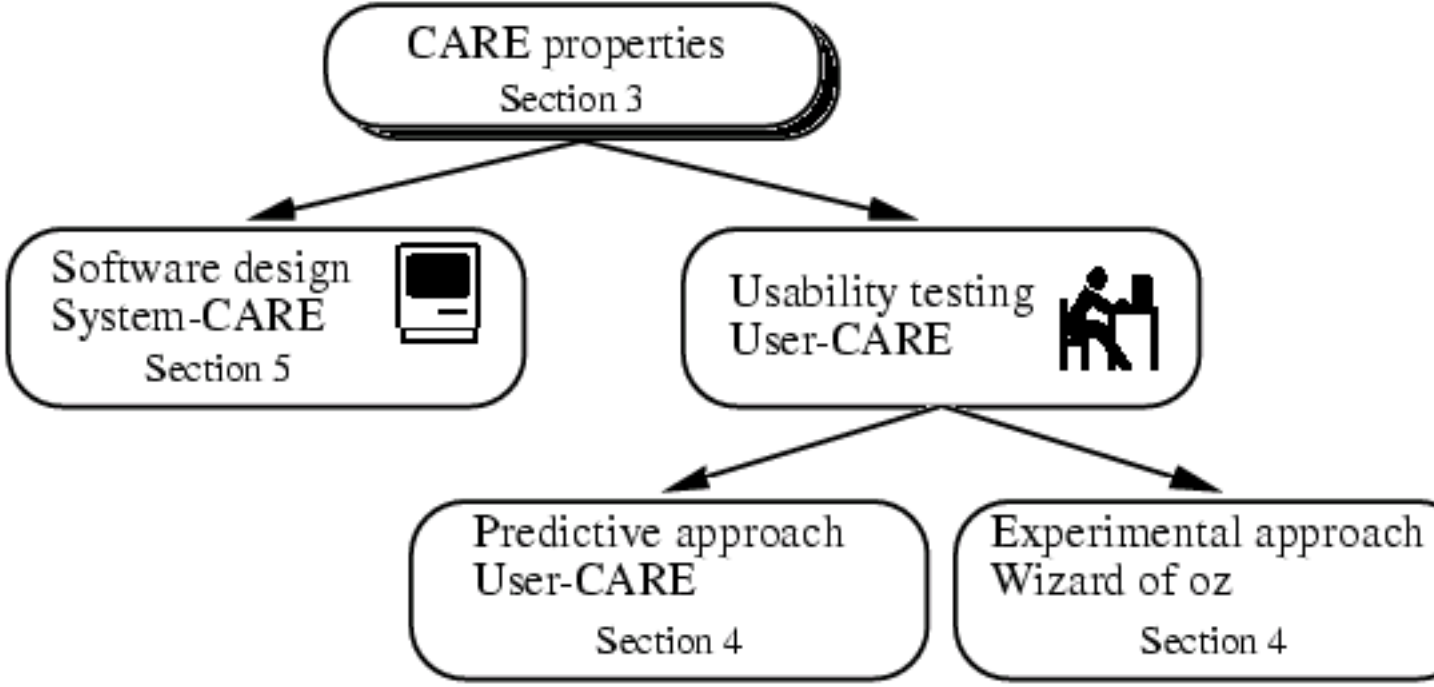 CARE properties
Section 3
Software design
System-CARE
Section 5
Usability testing
User-CARE
Predictive approach
User-CARE
Section 4
Experimental approach
Wizard of oz
Section 4